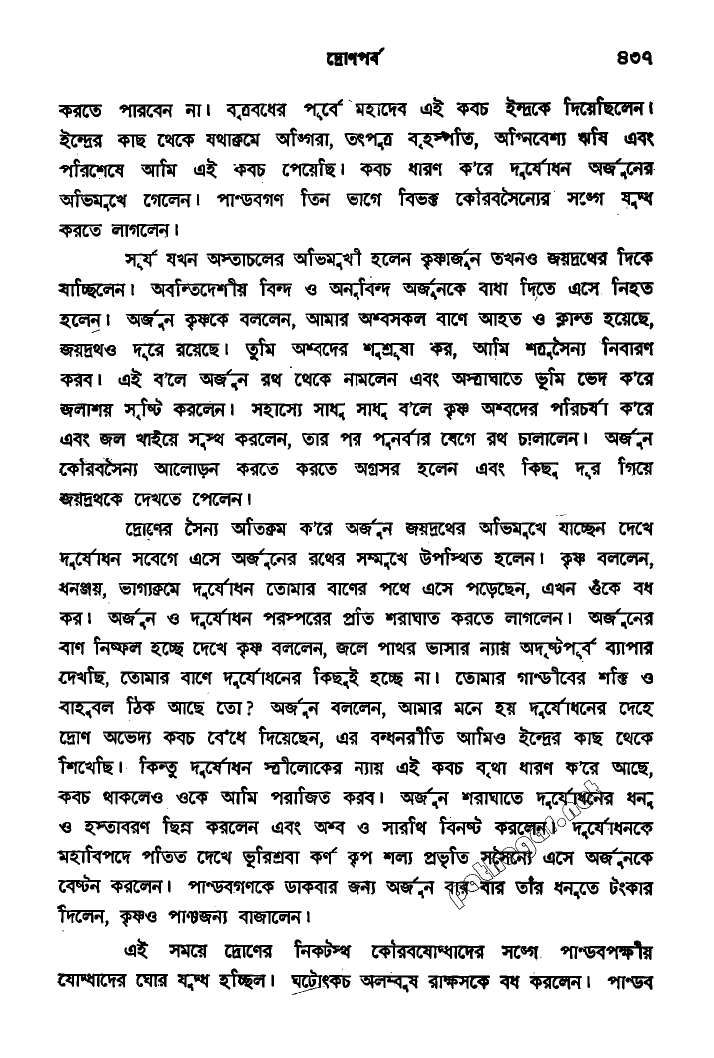 দ্রোণপর্ব ৪৩৭
করতে পারবেন না। বৃত্রবধের পূর্বে মহাদেব এই কবচ ইন্দ্রকে দিয়েছিলেন।
ইন্দ্রের কাছ থেকে যথাক্রমে অঙ্গিরা, তৎপুত্র বৃহস্পতি, অগ্নিবেশ্য ঋষি এবং
পরিশেষে আমি এই কবচ পেয়েছি। কবচ ধারণ ক'রে দুর্যোধন অর্জুনের
অভিমুখে গেলেন। পাণ্ডবগণ তিন ভাগে বিভক্ত কৌরবসৈন্যের সঙ্গে যুদ্ধ
করতে লাগলেন।
সূর্য যখন অস্তাচলের অভিমুখী হলেন কৃষ্ণার্জুন তখনও জয়দ্রথের দিকে
যাচ্ছিলেন। অবন্তিদেশীয় বিন্দ ও অনুবিন্দ অর্জুনকে বাধা দিতে এসে নিহত
হলেন। অর্জুন কৃষ্ণকে বললেন, আমার অশ্বসকল বাণে আহত ও ক্লান্ত হয়েছে,
জয়দ্রথও দূরে রয়েছে। তুমি অশ্বদের শুশ্রূষা কর, আমি শত্রুসৈন্য নিবারণ
করব। এই ব'লে অর্জুন রথ থেকে নামলেন এবং অস্ত্রাঘাতে ভূমি ভেদ ক'রে
জলাশয় সৃষ্টি করলেন। সহাস্যে সাধু সাধু ব'লে কৃষ্ণ অশ্বদের পরিচর্যা ক'রে
এবং জল খাইয়ে সুস্থ করলেন, তার পর পুনর্বার বেগে রথ চালালেন। অর্জুন
কৌরবসৈন্য আলোড়ন করতে করতে অগ্রসর হলেন এবং কিছু দূর গিয়ে
জয়দ্রথকে দেখতে পেলেন।
দ্রোণের সৈন্য অতিক্রম ক'রে অর্জুন জয়দ্রথের অভিমুখে যাচ্ছেন দেখে
দুর্যোধন সবেগে এসে অর্জুনের রথের সম্মুখে উপস্থিত হলেন। কৃষ্ণ বললেন,
ধনঞ্জয়, ভাগ্যক্রমে দুর্যোধন তোমার বাণের পথে এসে পড়েছেন, এখন ওঁকে বধ
কর। অর্জুন ও দুর্যোধন পরস্পরের প্রতি শরাঘাত করতে লাগলেন। অর্জুনের
বাণ নিষ্ফল হচ্ছে দেখে কৃষ্ণ বললেন, জলে পাথর ভাসার ন্যায় অদৃষ্টপূর্ব ব্যাপার
দেখছি, তোমার বাণে দুর্যোধনের কিছুই হচ্ছে না। তোমার গাণ্ডীবের শক্তি ও
বাহুবল ঠিক আছে তো? অর্জুন বললেন, আমার মনে হয় দুর্যোধনের দেহে
দ্রোণ অভেদ্য কবচ বেঁধে দিয়েছেন, এর বন্ধনরীতি আমিও ইন্দ্রের কাছ থেকে
শিখেছি। কিন্তু দুর্যোধন স্ত্রীলোকের ন্যায় এই কবচ বৃথা ধারণ ক'রে আছে,
কবচ থাকলেও ওকে আমি পরাজিত করব। অর্জুন শরাঘাতে দুর্যোধনের ধনু
ও হস্তাবরণ ছিন্ন করলেন এবং অশ্ব ও সারথি বিনষ্ট করলেন। দুর্যোধনকে
মহাবিপদে পতিত দেখে ভূরিশ্রবা কর্ণ কৃপ শল্য প্রভৃতি সসৈন্যে এসে অর্জুনকে
বেষ্টন করলেন। পাণ্ডবগণকে ডাকবার জন্য অর্জুন বার বার তাঁর ধনুতে টংকার
দিলেন, কৃষ্ণও পাঞ্চজন্য বাজালেন।
এই সময়ে দ্রোণের নিকটস্থ কৌরবযোদ্ধাদের সঙ্গে পাণ্ডবপক্ষীয়
যোদ্ধাদের ঘোর যুদ্ধ হচ্ছিল। ঘটোৎকচ অলম্বুষ রাক্ষসকে বধ করলেন। পাণ্ডব